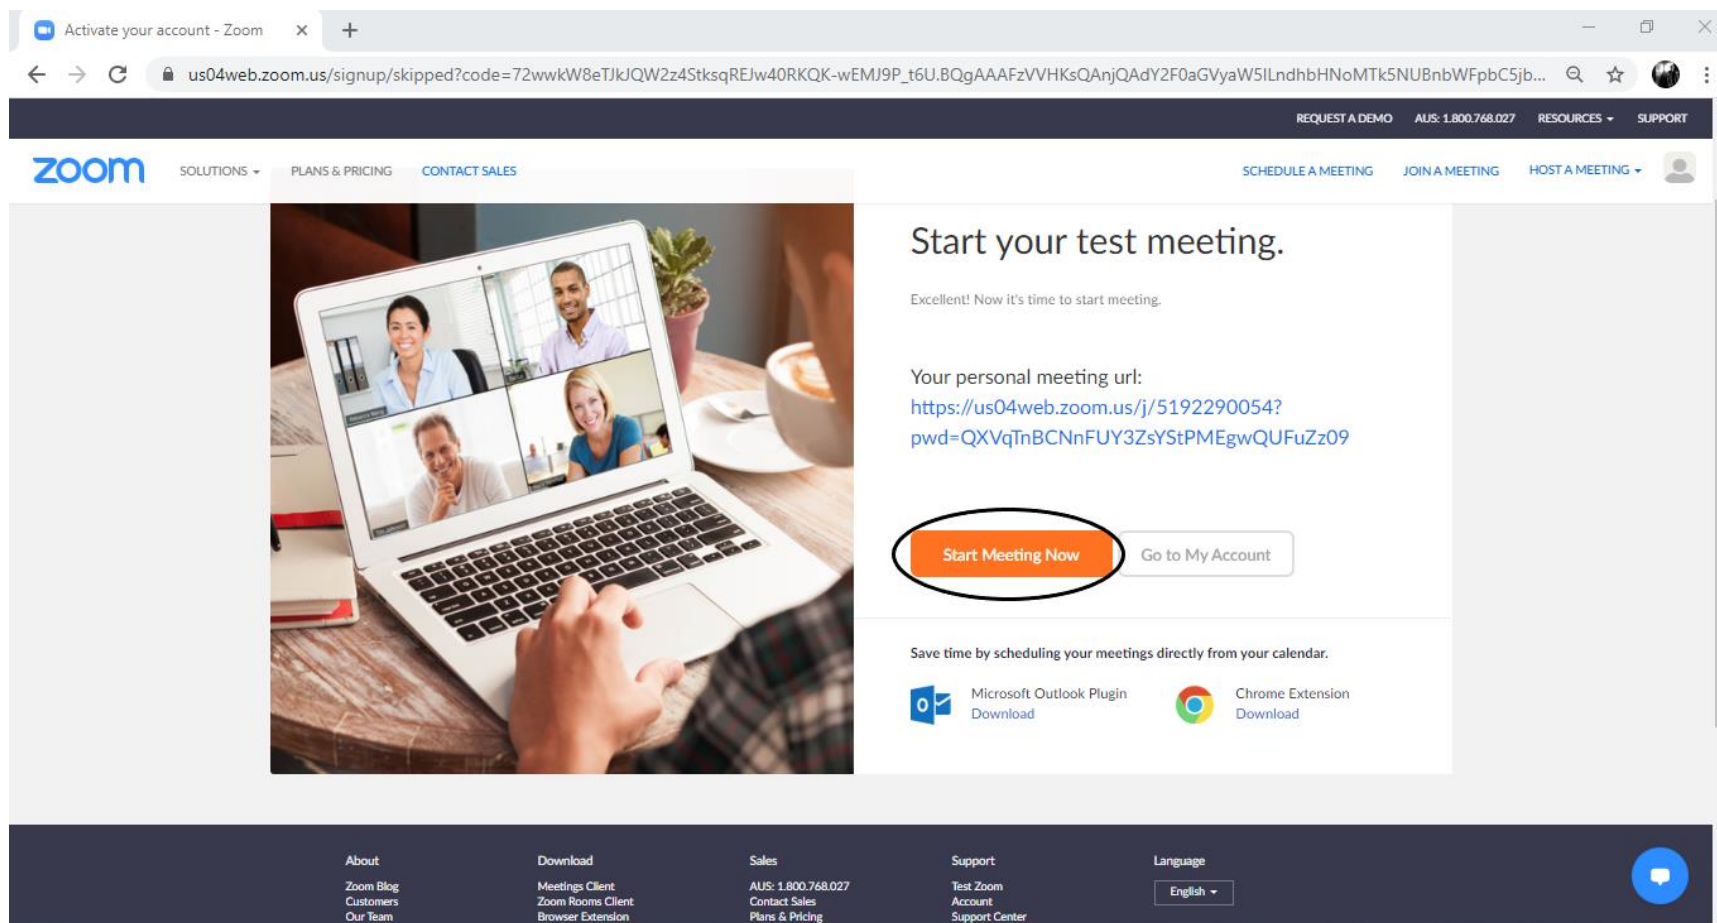 Activate your account - Zoom
us04web.zoom.us/signup/skipped?code=72wwkW8eTJkJQW2z4StksqREJw40RKQK-wEMJ9P_t6U.BQgAAAFzVVHKsQAnjQAdY2F0aGVyaW5lLndhbHNoMTk5NUBnbWFpbC5jb...
REQUEST A DEMO AUS: 1.800.768.027 RESOURCES SUPPORT
zoom SOLUTIONS PLANS & PRICING CONTACT SALES SCHEDULE A MEETING JOIN A MEETING HOST A MEETING
Start your test meeting.
Excellent! Now it's time to start meeting.
Your personal meeting url:
https://us04web.zoom.us/j/5192290054?
pwd=QXVqTnBCNnFUY3ZsYStPMEgwQUFuZz09
Start Meeting Now Go to My Account
Save time by scheduling your meetings directly from your calendar.
Microsoft Outlook Plugin
Download
Chrome Extension
Download
About
Zoom Blog
Customers
Our Team
Download
Meetings Client
Zoom Rooms Client
Browser Extension
Sales
AUS: 1.800.768.027
Contact Sales
Plans & Pricing
Support
Test Zoom
Account
Support Center
Language
English